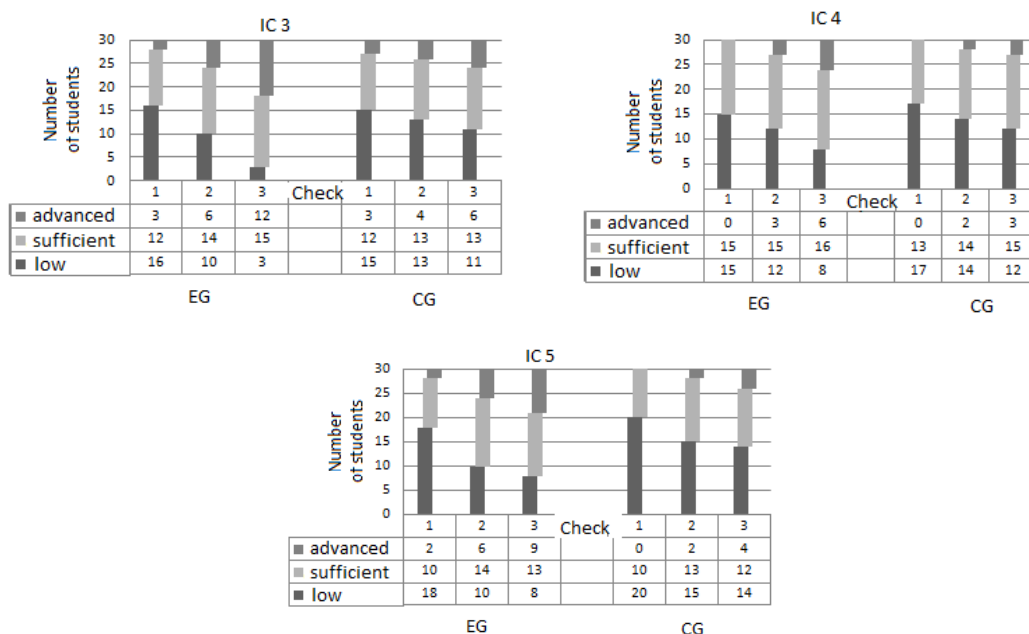 IC 3
Number
of students
30
25
20
15
10
5
0
1 2 3 Check 1 2 3
advanced 3 6 12 3 4 6
sufficient 12 14 15 12 13 13
low 16 10 3 15 13 11
EG CG
IC 4
Number
of students
30
25
20
15
10
5
0
1 2 3 Check 1 2 3
advanced 0 3 6 0 2 3
sufficient 15 15 16 13 14 15
low 15 12 8 17 14 12
EG CG
IC 5
Number
of students
30
25
20
15
10
5
0
1 2 3 Check 1 2 3
advanced 2 6 9 0 2 4
sufficient 10 14 13 10 13 12
low 18 10 8 20 15 14
EG CG